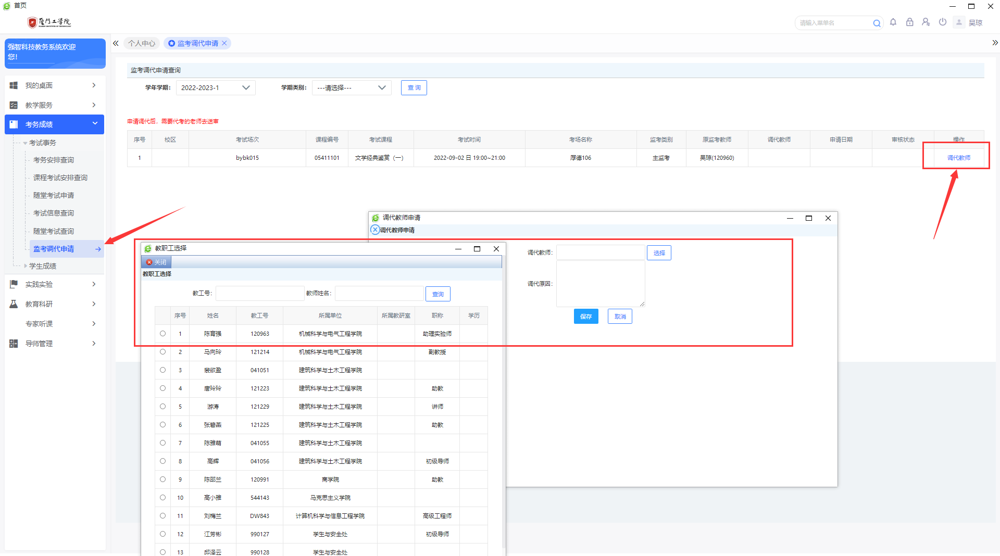 首页
厦门工学院
请输入菜单名
吴琼
强智科技教务系统欢迎
您!
个人中心
监考调代申请
我的桌面
教学服务
考务成绩
考试事务
考务安排查询
课程考试安排查询
随堂考试申请
考试信息查询
随堂考试查询
监考调代申请
学生成绩
实践实验
教育科研
专家听课
导师管理
监考调代申请查询
学年学期: 2022-2023-1 学期类别: ---请选择--- 查 询
申请调代后，需要代考的老师去送审
序号 校区 考试场次 课程编号 考试课程 考试时间 考场名称 监考类别 原监考教师 调代教师 申请日期 审核状态 操作
1 bybk015 05411101 文学经典鉴赏（一） 2022-09-02 日 19:00~21:00 厚德106 主监考 吴琼(120960) 调代教师
调代教师申请
调代教师申请
调代教师: 选择
调代原因:
保存 取消
教职工选择
关闭
教职工选择
教工号: 教师姓名: 查询
序号 姓名 教工号 所属单位 所属教研室 职称 学历
1 陈育强 120963 机械科学与电气工程学院 助理实验师
2 马向玲 121214 机械科学与电气工程学院 副教授
3 裴欲盈 041051 建筑科学与土木工程学院
4 唐玲玲 121223 建筑科学与土木工程学院 助教
5 游涛 121229 建筑科学与土木工程学院 讲师
6 张碧燕 121225 建筑科学与土木工程学院 助教
7 陈雅萌 041055 建筑科学与土木工程学院
8 高辉 041056 建筑科学与土木工程学院 初级导师
9 陈邵兰 120991 商学院 助教
10 高小雅 544143 马克思主义学院
11 刘梅兰 DW843 计算机科学与信息工程学院 高级工程师
12 江芳彬 990127 学生与安全处 初级导师
13 邱泽云 990128 学生与安全处